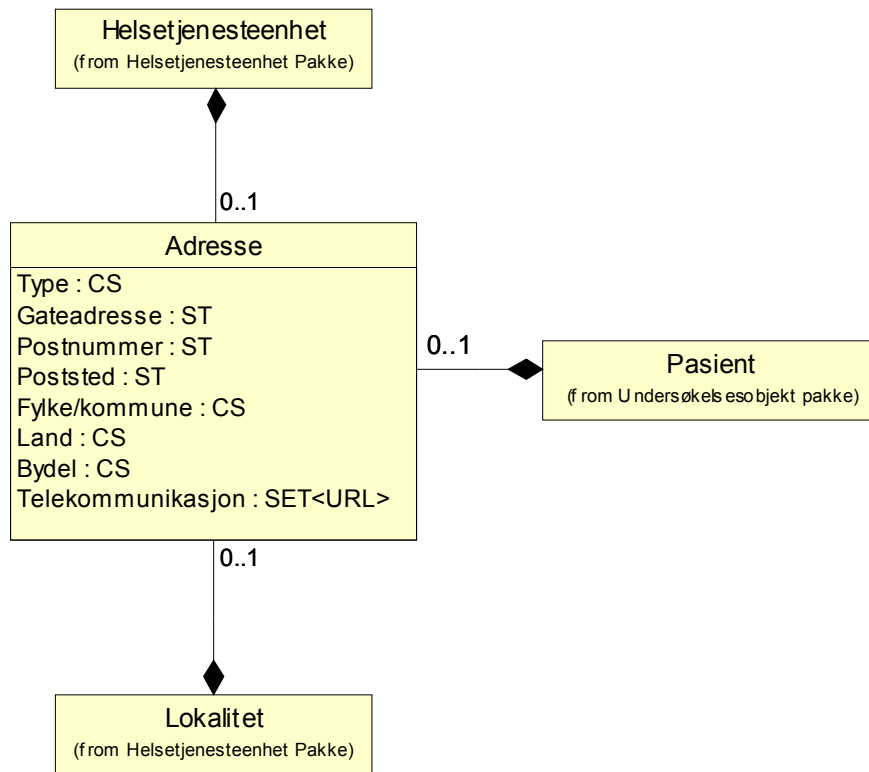 Helsetjenesteenhet
(from Helsetjenesteenhet Pakke)
0..1
Adresse
Type : CS
Gateadresse : ST
Postnummer : ST
Poststed : ST
Fylke/kommune : CS
Land : CS
Bydel : CS
Telekommunikasjon : SET<URL>
0..1
Pasient
(from Undersøkelsesobjekt pakke)
0..1
Lokalitet
(from Helsetjenesteenhet Pakke)